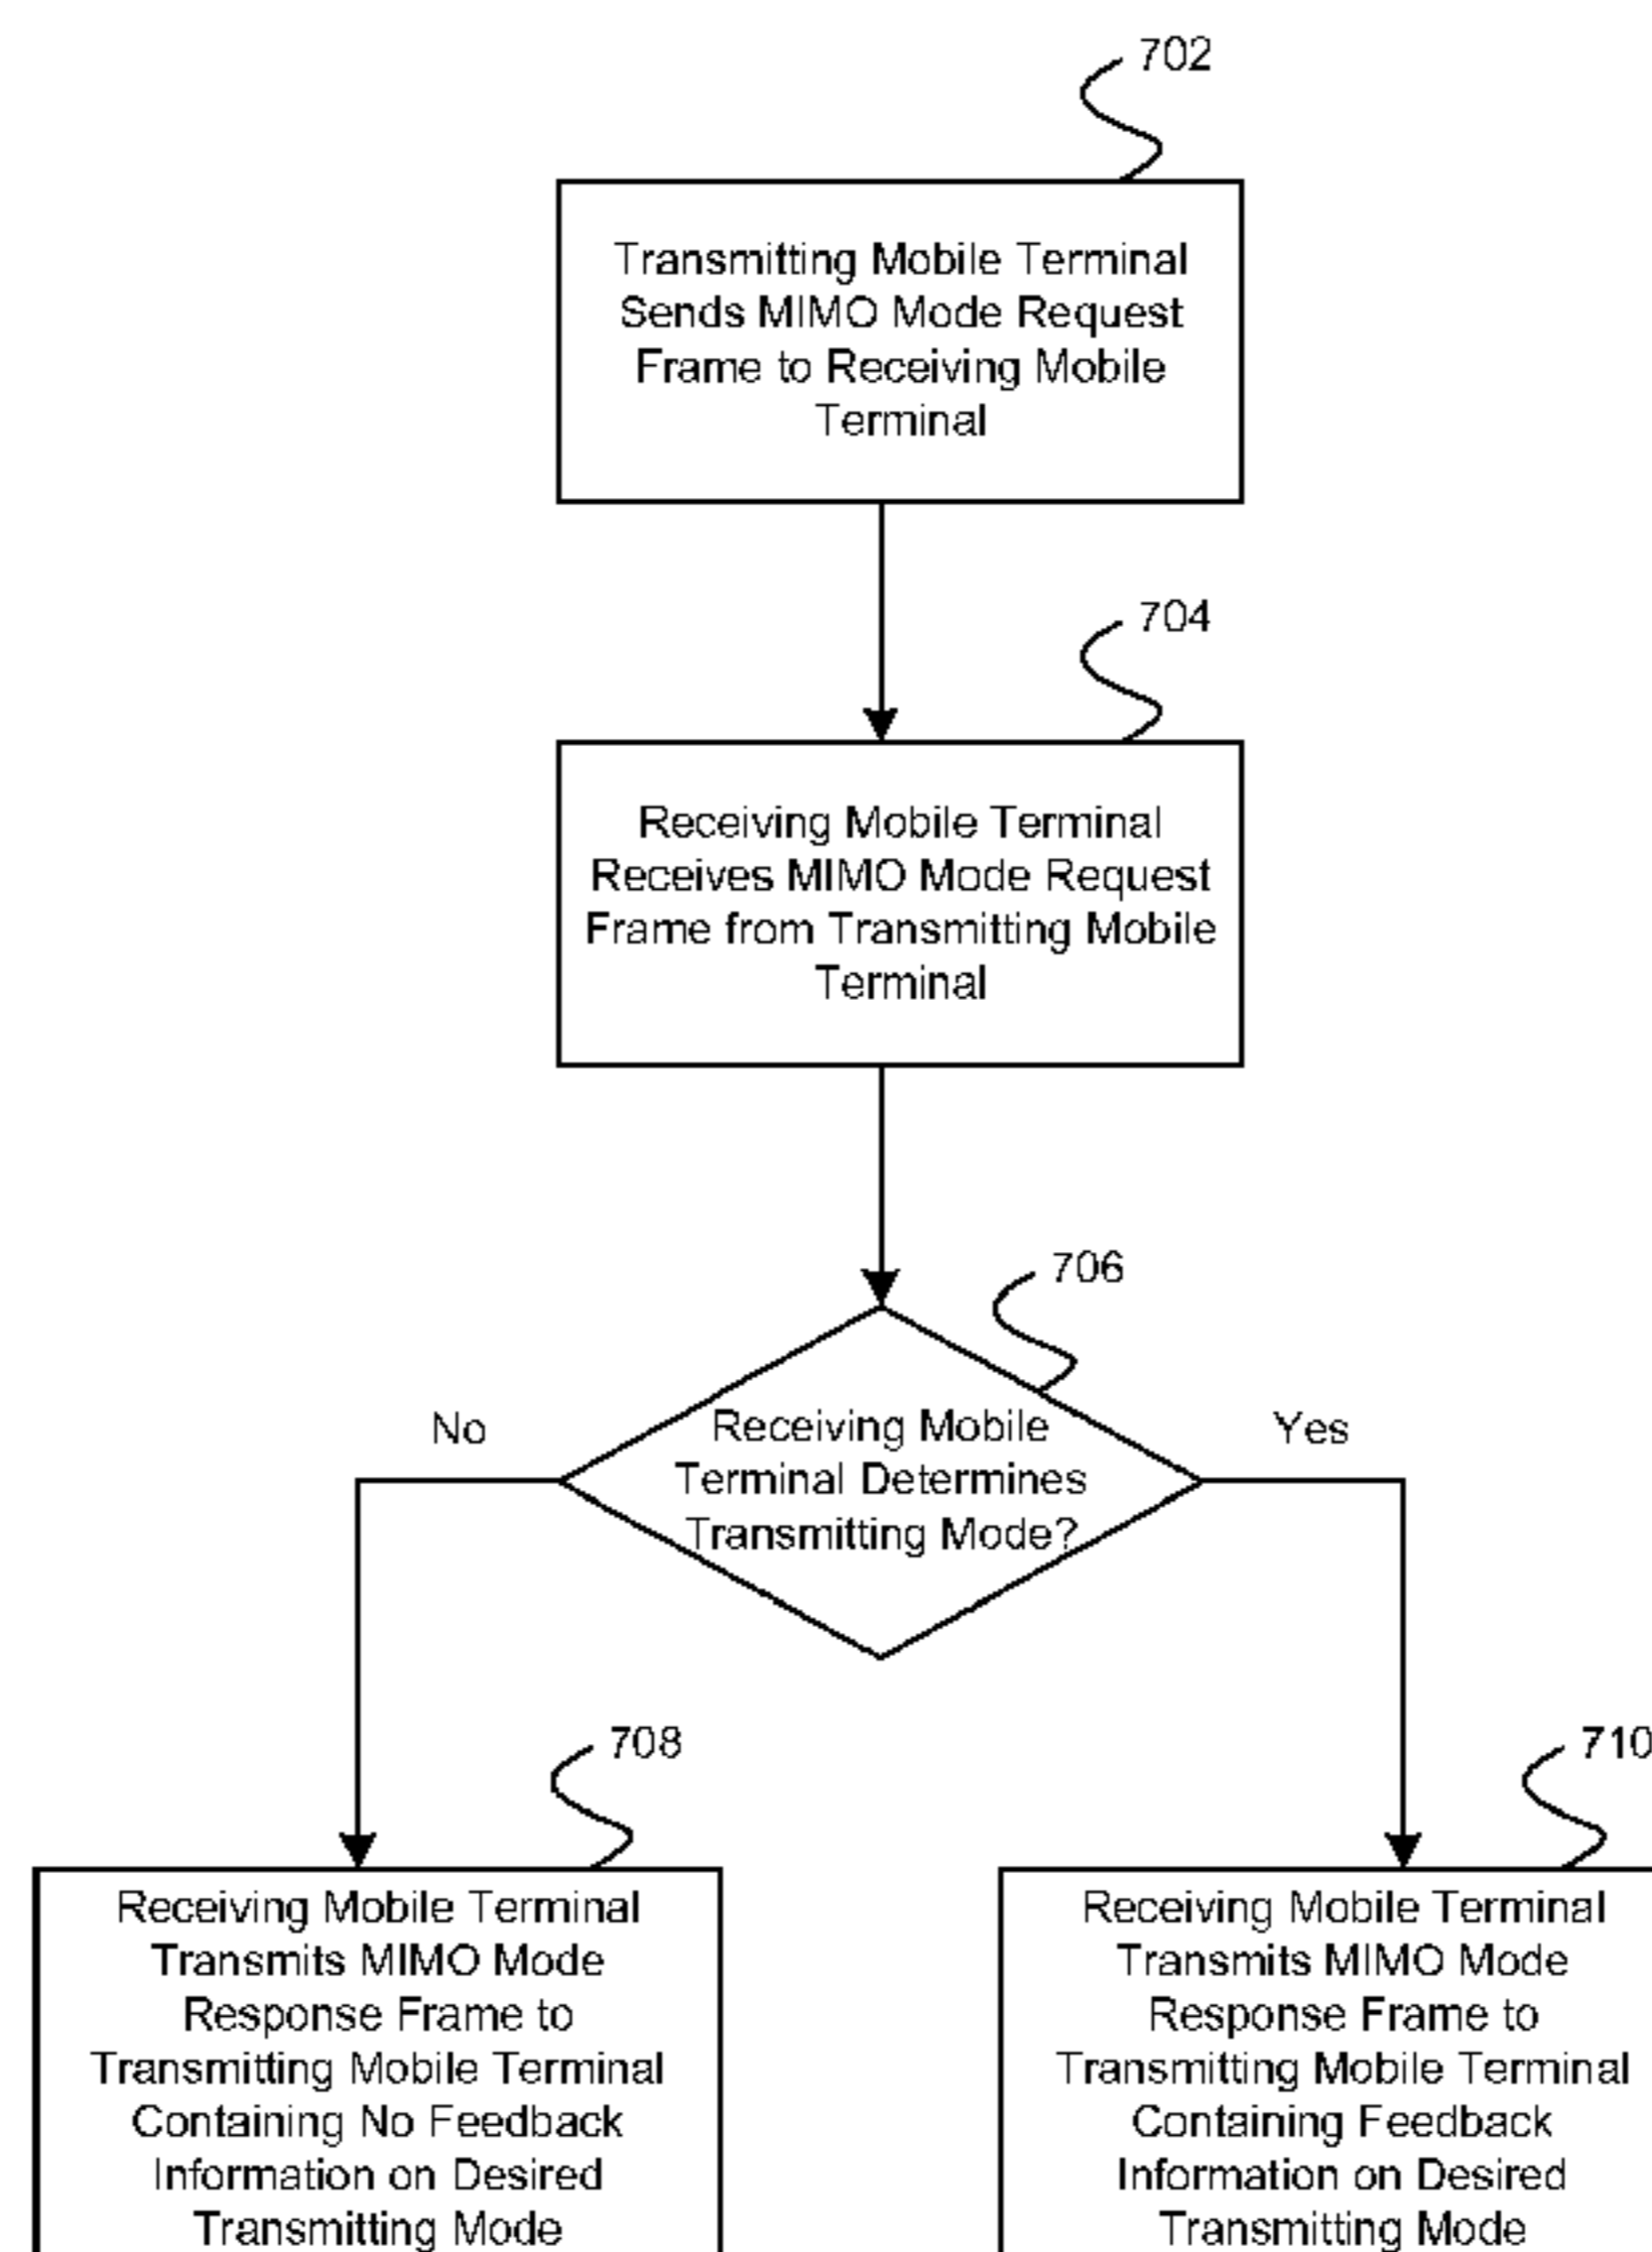 702
Transmitting Mobile Terminal
Sends MIMO Mode Request
Frame to Receiving Mobile
Terminal
704
Receiving Mobile Terminal
Receives MIMO Mode Request
Frame from Transmitting Mobile
Terminal
706
No
Receiving Mobile
Terminal Determines
Transmitting Mode?
Yes
708
Receiving Mobile Terminal
Transmits MIMO Mode
Response Frame to
Transmitting Mobile Terminal
Containing No Feedback
Information on Desired
Transmitting Mode
710
Receiving Mobile Terminal
Transmits MIMO Mode
Response Frame to
Transmitting Mobile Terminal
Containing Feedback
Information on Desired
Transmitting Mode